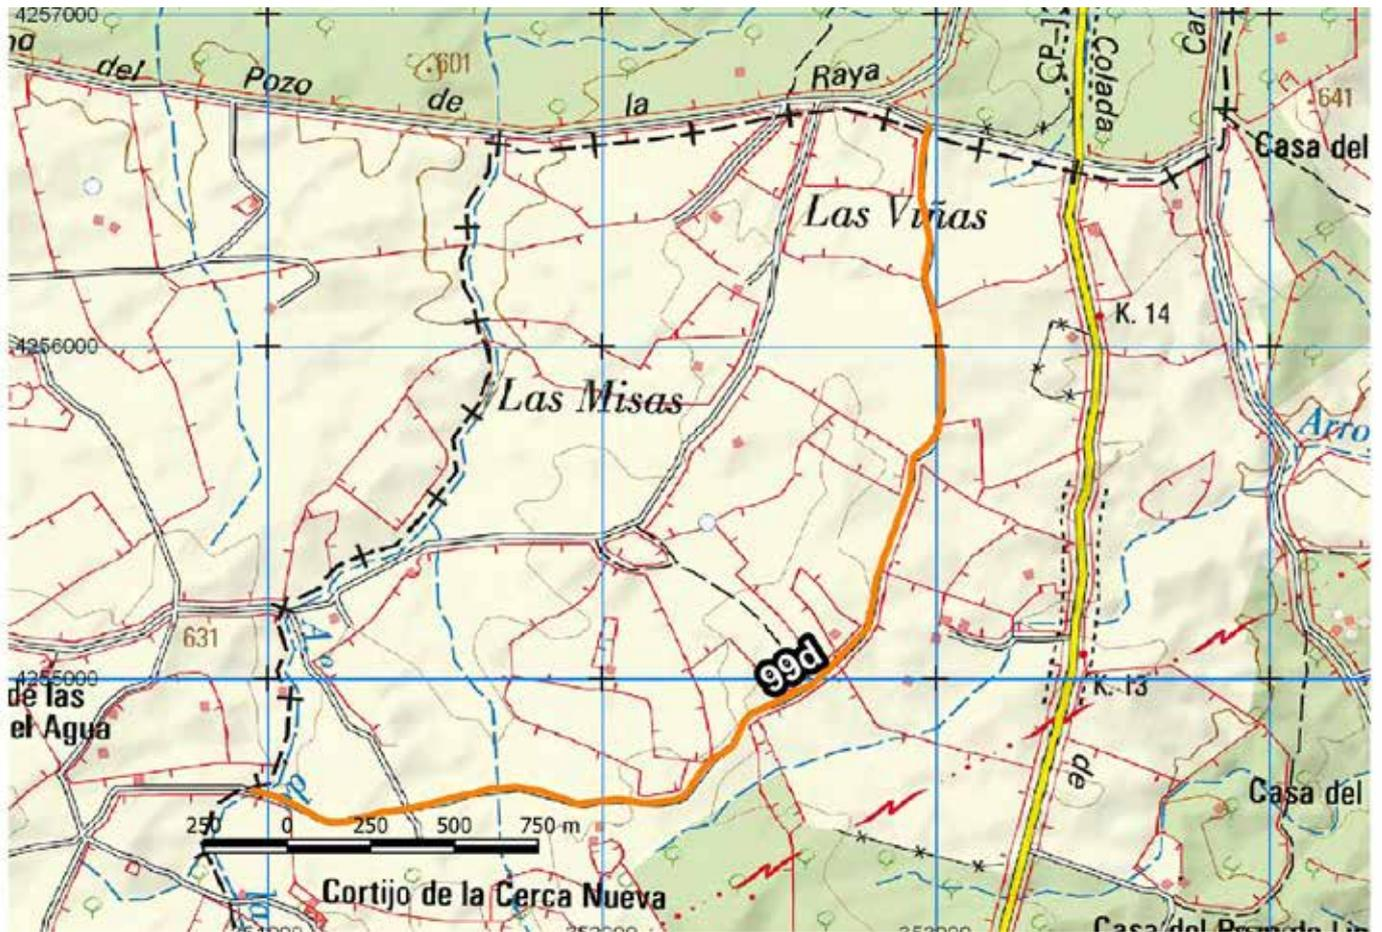 4257000
del Pozo de la Raya
601
CP-J
Colada
641
Casa del
Las Viñas
K. 14
4256000
Las Misas
Arro
631
4255000
99d
K. 13
de las
el Agua
de
Casa del
250 0 250 500 750 m
Cortijo de la Cerca Nueva